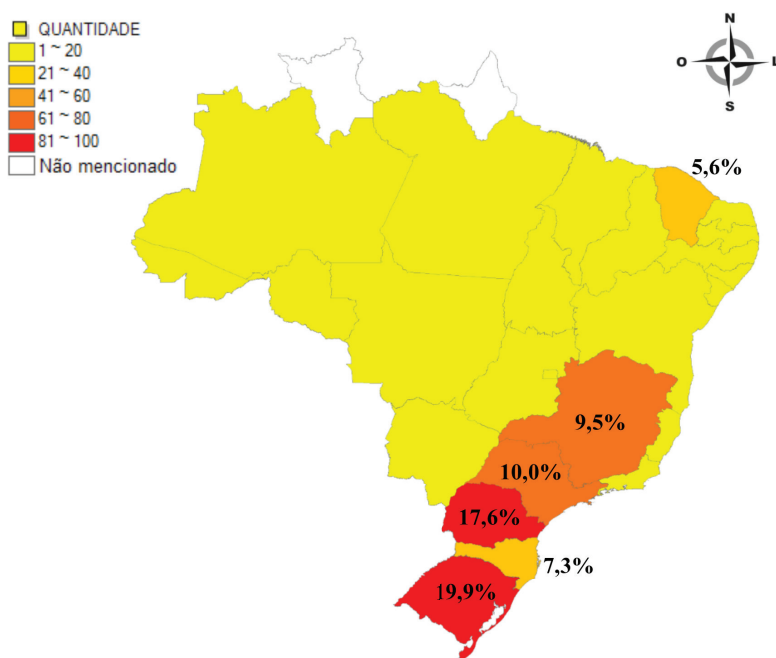 QUANTIDADE
1 ~ 20
21 ~ 40
41 ~ 60
61 ~ 80
81 ~ 100
Não mencionado
N
O
L
S
5,6%
9,5%
10,0%
17,6%
7,3%
19,9%